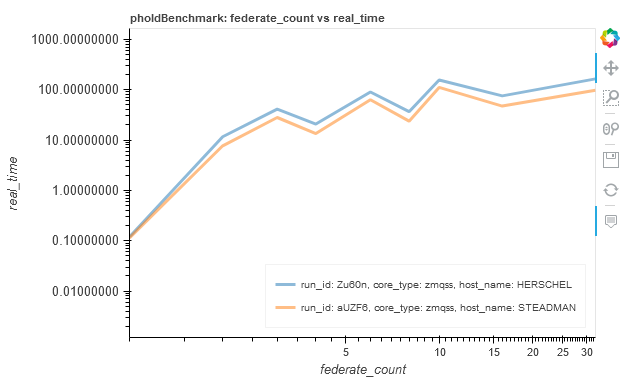 pholdBenchmark: federate_count vs real_time
1000.00000000
100.00000000
10.00000000
1.00000000
0.10000000
0.01000000
real_time
run_id: Zu60n, core_type: zmqss, host_name: HERSCHEL
run_id: aUZF6, core_type: zmqss, host_name: STEADMAN
5 10 15 20 25 30
federate_count